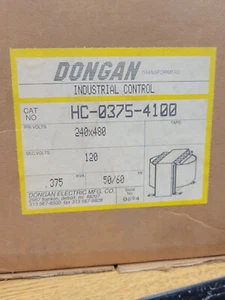 DONGAN
TRANSFORMERS
INDUSTRIAL CONTROL
CAT
NO
HC-0375-4100
PRI VOLTS
TAPS
240x480
SEC VOLTS
120
.375
50/60
DONGAN ELECTRIC MFG. CO.